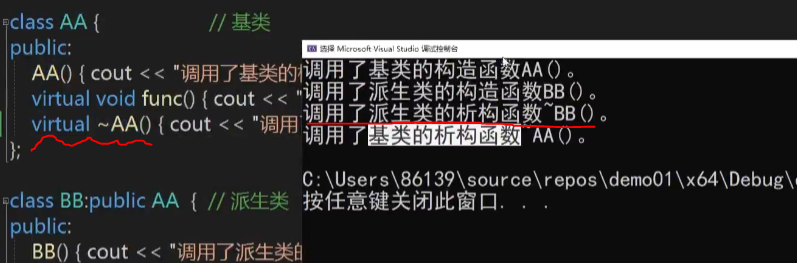 class AA {                // 基类
public:
AA() { cout << "调用了基类的
virtual void func() { cout << "
virtual ~AA() { cout << "调用
};
class BB:public AA  { // 派生类
public:
BB() { cout << "调用了派生类的
选择 Microsoft Visual Studio 调试控制台
调用了基类的构造函数AA()。
调用了派生类的构造函数BB()。
调用了派生类的析构函数~BB()。
调用了基类的析构函数~AA()。
C:\Users\86139\source\repos\demo01\x64\Debug\
按任意键关闭此窗口. . .